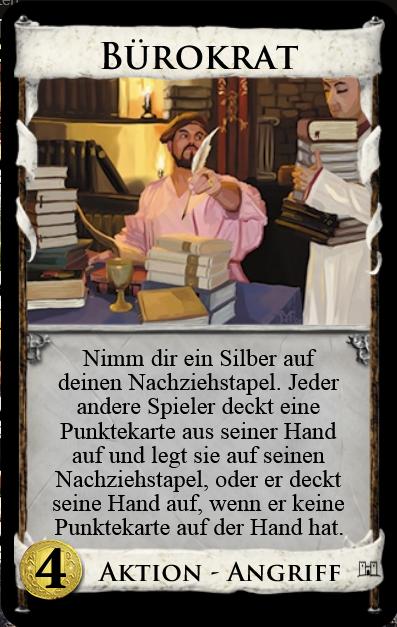 BÜROKRAT
Nimm dir ein Silber auf
deinen Nachziehstapel. Jeder
andere Spieler deckt eine
Punktekarte aus seiner Hand
auf und legt sie auf seinen
Nachziehstapel, oder er deckt
seine Hand auf, wenn er keine
Punktekarte auf der Hand hat.
4 AKTION - ANGRIFF